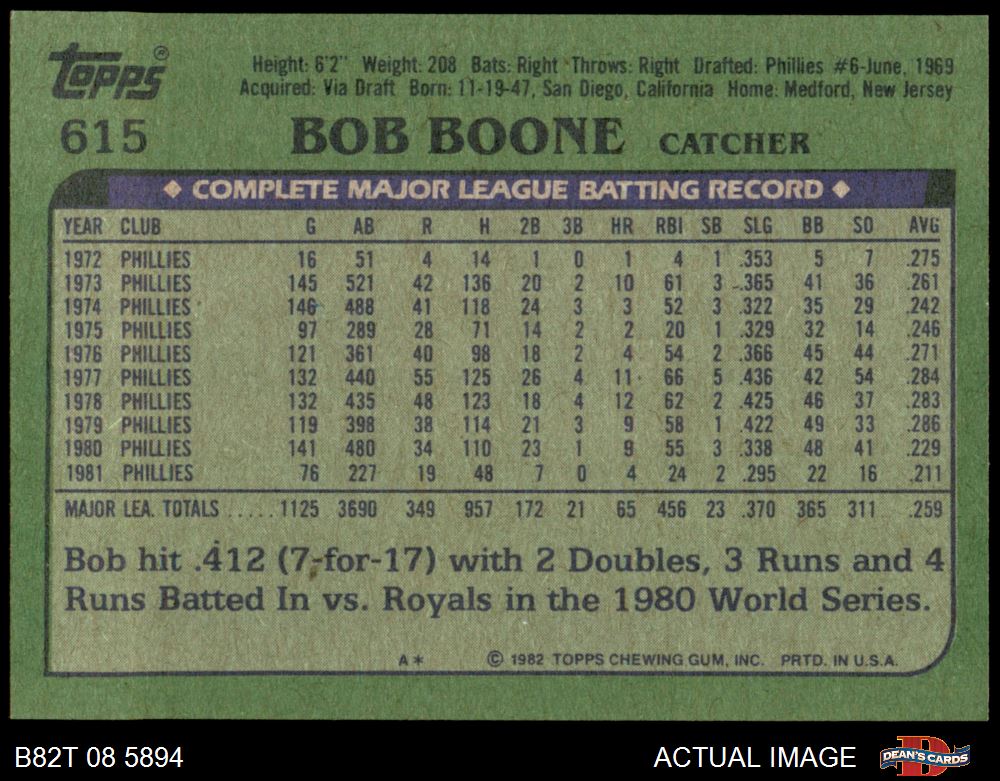 Topps®
Height: 6'2" Weight: 208 Bats: Right Throws: Right Drafted: Phillies #6-June, 1969
Acquired: Via Draft Born: 11-19-47, San Diego, California Home: Medford, New Jersey
615 BOB BOONE CATCHER
◆ COMPLETE MAJOR LEAGUE BATTING RECORD ◆
YEAR CLUB G AB R H 2B 3B HR RBI SB SLG BB SO AVG
1972 PHILLIES 16 51 4 14 1 0 1 4 1 .353 5 7 .275
1973 PHILLIES 145 521 42 136 20 2 10 61 3 .365 41 36 .261
1974 PHILLIES 146 488 41 118 24 3 3 52 3 .322 35 29 .242
1975 PHILLIES 97 289 28 71 14 2 2 20 1 .329 32 14 .246
1976 PHILLIES 121 361 40 98 18 2 4 54 2 .366 45 44 .271
1977 PHILLIES 132 440 55 125 26 4 11 66 5 .436 42 54 .284
1978 PHILLIES 132 435 48 123 18 4 12 62 2 .425 46 37 .283
1979 PHILLIES 119 398 38 114 21 3 9 58 1 .422 49 33 .286
1980 PHILLIES 141 480 34 110 23 1 9 55 3 .338 48 41 .229
1981 PHILLIES 76 227 19 48 7 0 4 24 2 .295 22 16 .211
MAJOR LEA. TOTALS ..... 1125 3690 349 957 172 21 65 456 23 .370 365 311 .259
Bob hit .412 (7-for-17) with 2 Doubles, 3 Runs and 4
Runs Batted In vs. Royals in the 1980 World Series.
A* © 1982 TOPPS CHEWING GUM, INC. PRTD. IN U.S.A.
B82T 08 5894 ACTUAL IMAGE DEAN'S CARDS